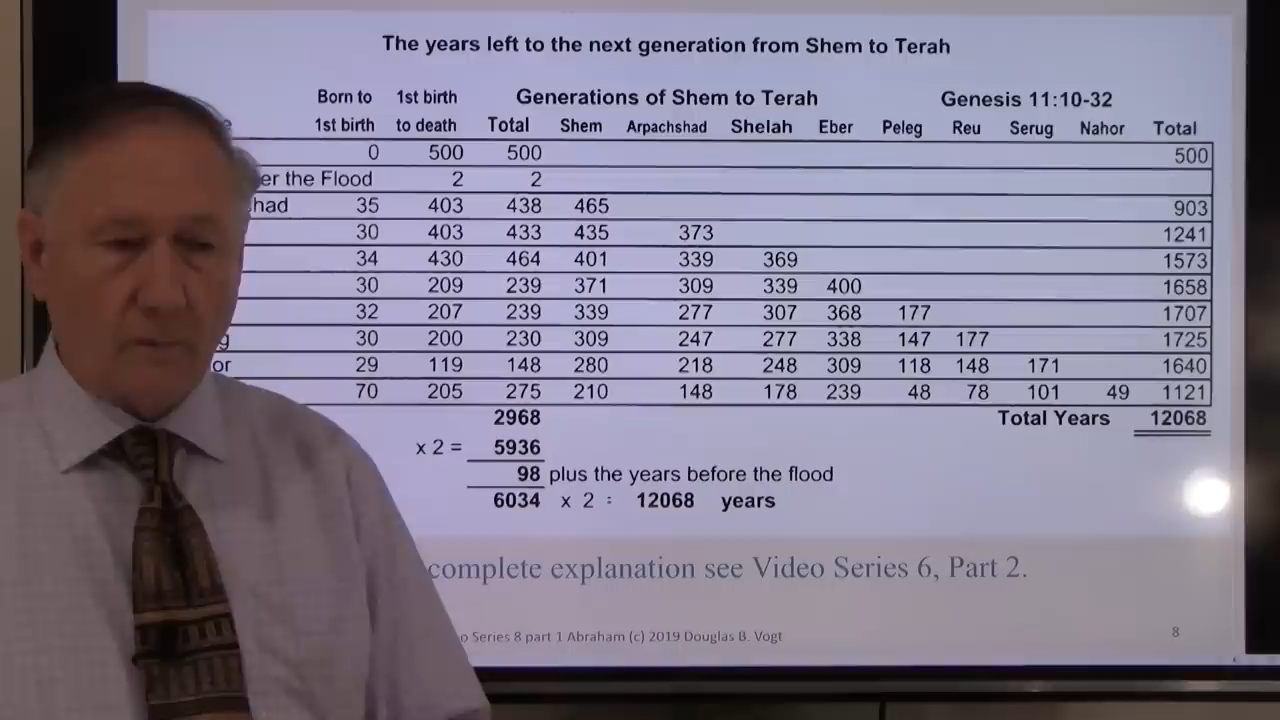 The years left to the next generation from Shem to Terah
Born to 1st birth Generations of Shem to Terah Genesis 11:10-32
1st birth to death Total Shem Arpachshad Shelah Eber Peleg Reu Serug Nahor Total
0 500 500 500
er the Flood 2 2
had 35 403 438 465 903
30 403 433 435 373 1241
34 430 464 401 339 369 1573
30 209 239 371 309 339 400 1658
32 207 239 339 277 307 368 177 1707
g 30 200 230 309 247 277 338 147 177 1725
or 29 119 148 280 218 248 309 118 148 171 1640
70 205 275 210 148 178 239 48 78 101 49 1121
2968 Total Years 12068
x 2 = 5936
98 plus the years before the flood
6034 x 2 : 12068 years
complete explanation see Video Series 6, Part 2.
o Series 8 part 1 Abraham (c) 2019 Douglas B. Vogt 8